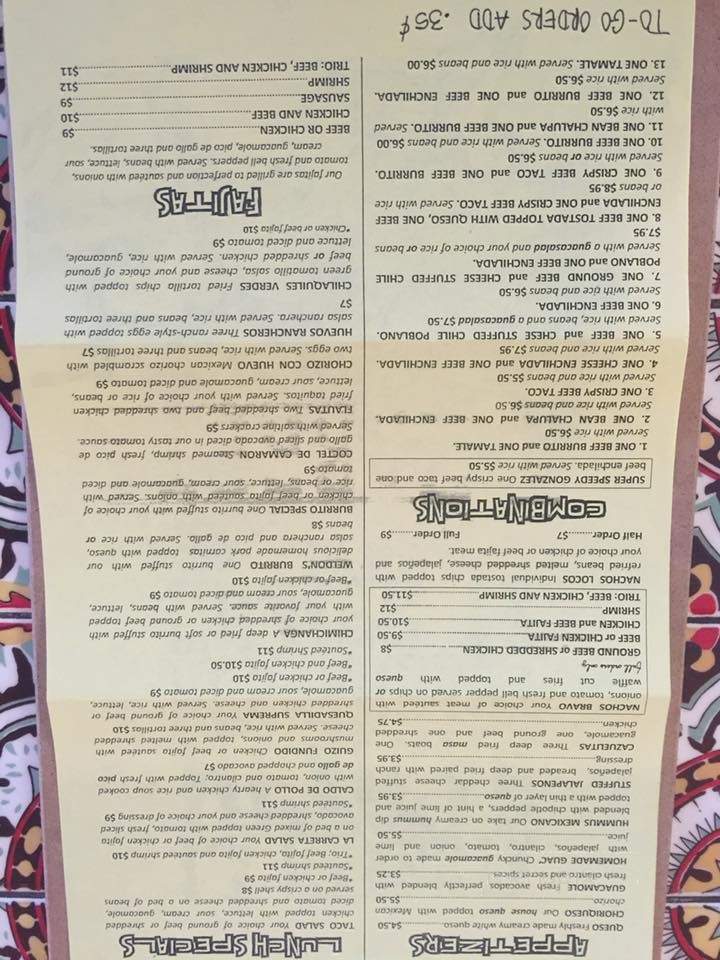 APPETIZERS
QUESO Freshly made creamy white queso.........$4.50
CHORIQUESO Our house queso topped with Mexican
chorizo..........$5.50
GUACAMOLE Fresh avocados perfectly blended with
fresh cilantro and secret spices..........$3.25
HOMEMADE GUAC. Chunky guacamole made to order
with jalapeños, cilantro, tomato, onion and lime
juice..........$5.50
HUMMUS MEXICANO Our take on creamy hummus dip
blended with chipotle peppers, a hint of lime juice and
topped with a thin layer of queso..........$3.95
STUFFED JALAPENOS Three cheddar cheese stuffed
jalapeños, breaded and deep fried paired with ranch
dressing..........$3.95
CAZUELITAS Three deep fried masa boats. One
guacamole, one ground beef and one shredded
chicken..........$4.75
NACHOS BRAVO Your choice of meat sautéed with
onions, tomato and fresh bell pepper served on chips or
waffle cut fries and topped with queso
full orders only
GROUND BEEF or SHREDDED CHICKEN..........$8
BEEF or CHICKEN FAJITA..........$9.50
CHICKEN and BEEF FAJITA..........$10.50
SHRIMP..........$12
TRIO: BEEF, CHICKEN AND SHRIMP..........$11.50
NACHOS LOCOS Individual tostada chips topped with
refried beans, melted shredded cheese, jalapeños and
your choice of chicken or beef fajita meat.
Half Order..........$7 Full Order..........$9
COMBINATIONS
SUPER SPEEDY GONZALEZ One crispy beef taco and one
beef enchilada. Served with rice $5.50
1. ONE BEEF BURRITO and ONE TAMALE.
Served with rice $6.50
2. ONE BEAN CHALUPA and ONE BEEF ENCHILADA.
Served with rice and beans $6.50
3. ONE CRISPY BEEF TACO.
Served with rice and beans $5.50
4. ONE CHEESE ENCHILADA and ONE BEEF ENCHILADA.
Served with rice and beans $7.95
5. ONE BEEF and CHESE STUFFED CHILE POBLANO.
Served with rice, beans and a guacasalad $7.50
6. ONE BEEF ENCHILADA.
Served with rice and beans $6.50
7. ONE GROUND BEEF and CHEESE STUFFED CHILE
POBLANO and ONE BEEF ENCHILADA.
Served with a guacasalad and your choice of rice or beans
$7.95
8. ONE BEEF TOSTADA TOPPED WITH QUESO, ONE BEEF
ENCHILADA and ONE CRISPY BEEF TACO. Served with rice
or beans $8.95
9. ONE CRISPY BEEF TACO and ONE BEEF BURRITO.
Served with rice or beans $6.50
10. ONE BEEF BURRITO. Served with rice and beans $6.00
11. ONE BEAN CHALUPA and ONE BEEF BURRITO. Served
with rice $6.50
12. ONE BEEF BURRITO and ONE BEEF ENCHILADA.
Served with rice $6.50
13. ONE TAMALE. Served with rice and beans $6.00
LUNCH SPECIALS
TACO SALAD Your choice of ground beef or shredded
chicken topped with lettuce, sour cream, guacamole,
diced tomato and shredded cheese on a bed of beans
served on a crispy shell $8
*Beef or chicken fajita $9
*Sautéed shrimp $11
*Trio; Beef fajita, chicken fajita and sautéed shrimp $10
LA CARRETA SALAD Your choice of beef or chicken fajita
on a bed of mixed Green topped with tomato, fresh sliced
avocado, shredded cheese and your choice of dressing $9
*Sautéed shrimp $11
CALDO DE POLLO A hearty chicken and rice soup cooked
with onion, tomato and cilantro; Topped with fresh pico
de gallo and chopped avocado $7
GUIZO FUNDIDO Chicken or beef fajita sautéed with
mushrooms and onions, topped with melted shredded
cheese. Served with rice, beans and three tortillas $10
QUESADILLA SUPREMA Your choice of ground beef or
shredded chicken and cheese. Served with rice, lettuce,
guacamole, sour cream and diced tomato $9
*Beef or chicken fajita $10
*Beef and chicken fajita $10.50
*Sautéed Shrimp $11
CHIMICHANGA A deep fried or soft burrito stuffed with
your choice of shredded chicken or ground beef topped
with your favorite sauce. Served with beans, lettuce,
guacamole, sour cream and diced tomato $9
*Beef or chicken fajita $10
WELDON'S BURRITO One burrito stuffed with our
delicious homemade pork carnitas topped with queso,
salsa ranchera and pico de gallo. Served with rice or
beans $8
BURRITO SPECIAL One burrito stuffed with your choice of
chicken or beef fajita sautéed with onions. Served with
rice or beans, lettuce, sour cream, guacamole and diced
tomato $9
COCTEL DE CAMARON Steamed shrimp, fresh pico de
gallo and sliced avocado diced in our tasty tomato sauce.
Served with saltine crackers $9
FLAUTAS Two shredded beef and two shredded chicken
fried taquitos. Served with your choice of rice or beans,
lettuce, sour cream, guacamole and diced tomato $9
CHORIZO CON HUEVO Mexican chorizo scrambled with
two eggs. Served with rice, beans and three tortillas $7
HUEVOS RANCHEROS Three ranch-style eggs topped with
salsa ranchera. Served with rice, beans and three tortillas
$7
CHILAQUILES VERDES Fried tortilla chips topped with
green tomatillo salsa, cheese and your choice of ground
beef or shredded chicken. Served with rice, guacamole,
lettuce and diced tomato $9
*Chicken or beef fajita $10
FAJITAS
Our fajitas are grilled to perfection and sautéed with onions,
tomato and fresh bell peppers. Served with beans, lettuce, sour
cream, guacamole, pico de gallo and three tortillas.
BEEF OR CHICKEN..........$9
CHICKEN AND BEEF..........$10
SAUSAGE..........$9
SHRIMP..........$12
TRIO: BEEF, CHICKEN AND SHRIMP..........$11
TO-GO ORDERS ADD .35¢